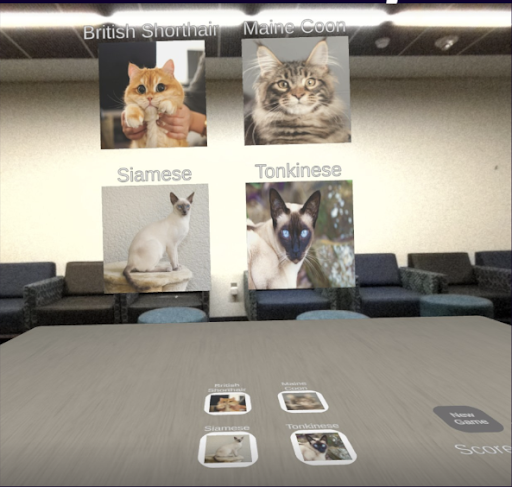 British Shorthair
Maine Coon
Siamese
Tonkinese
British
Shorthair
Maine
Coon
Siamese
Tonkinese
New
Game
Score